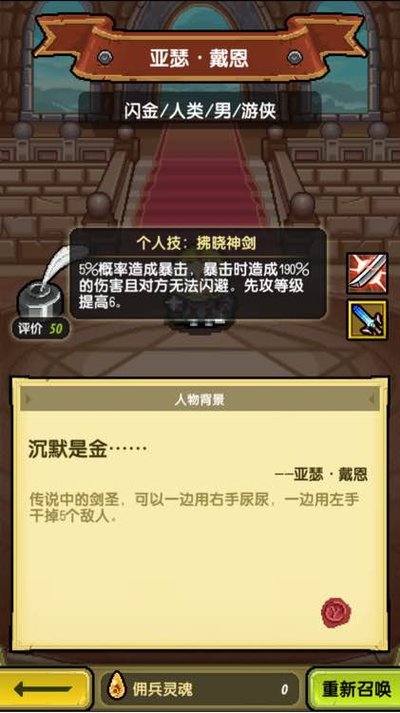 亚瑟·戴恩
闪金/人类/男/游侠
个人技：拂晓神剑
5%概率造成暴击，暴击时造成190%
的伤害且对方无法闪避。先攻等级
提高6。
评价 50
人物背景
沉默是金……
--亚瑟·戴恩
传说中的剑圣，可以一边用右手尿尿，一边用左手
干掉5个敌人。
佣兵灵魂 0
重新召唤